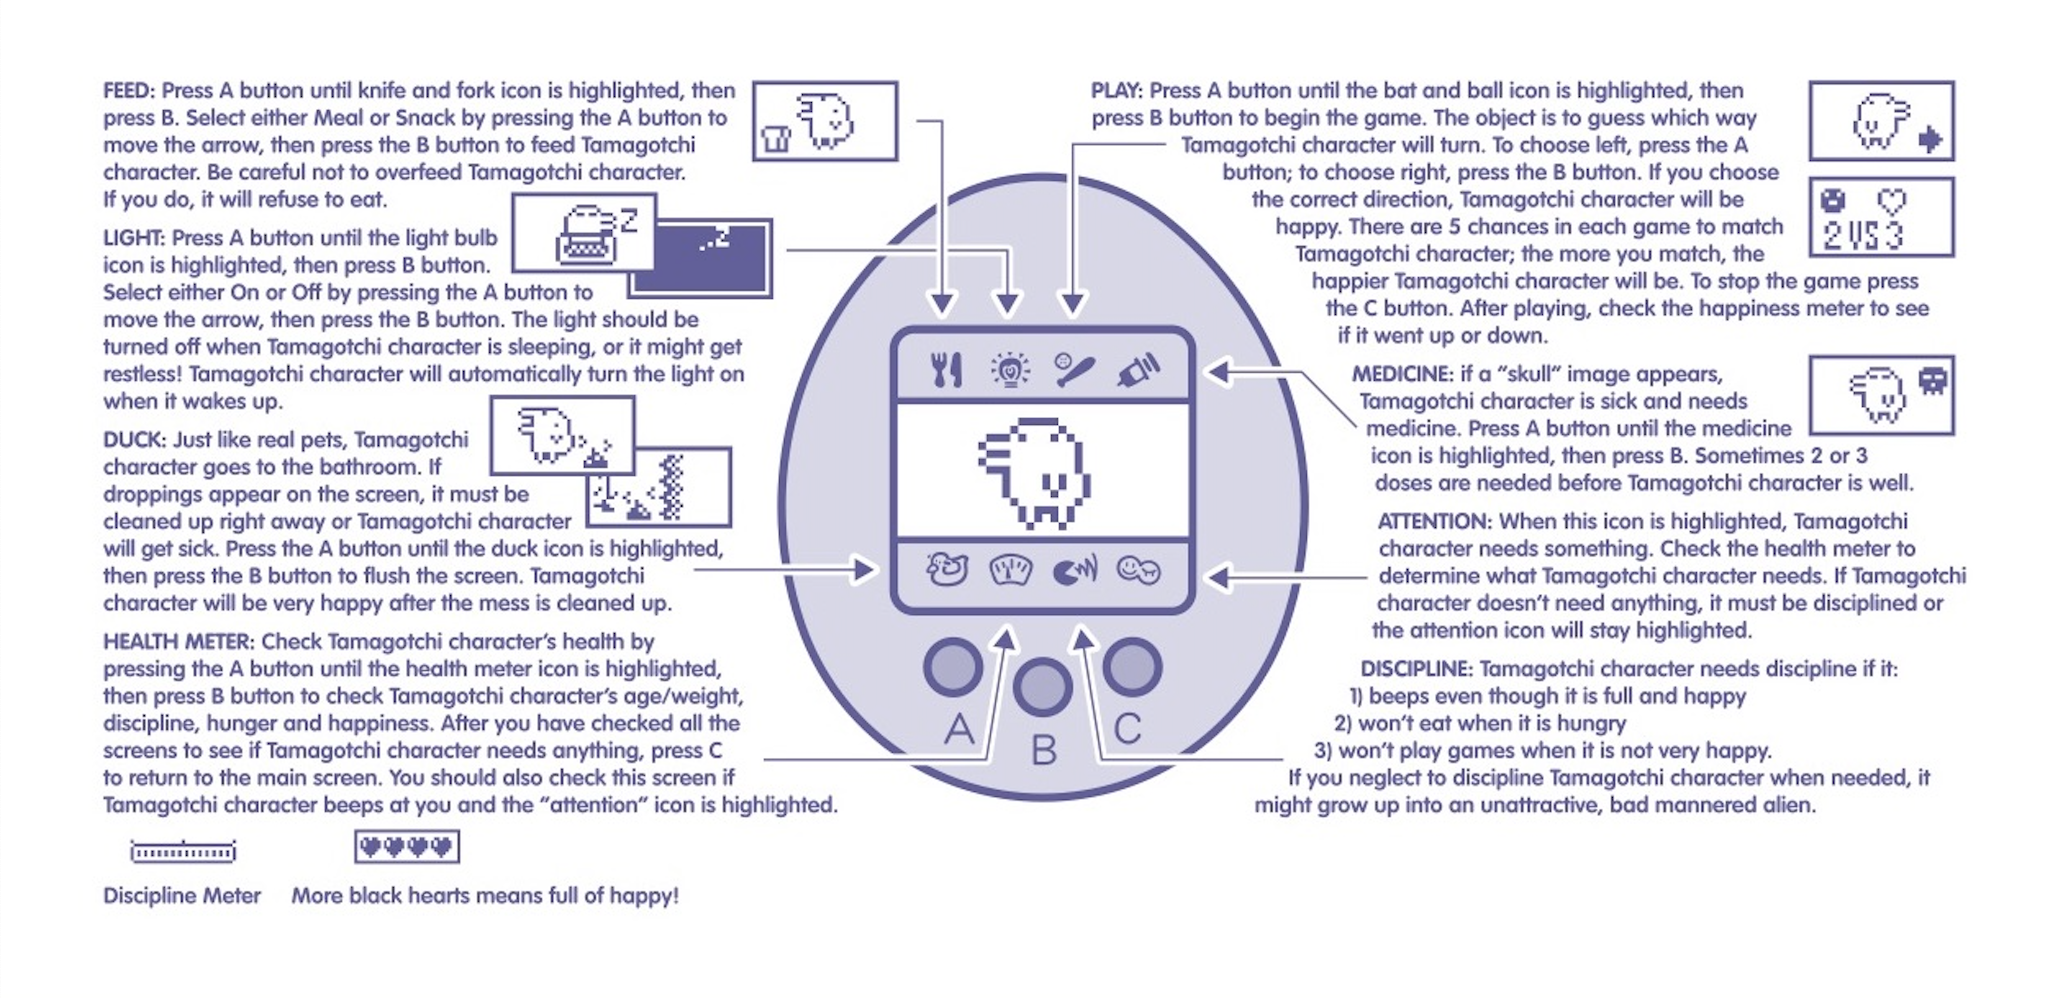 FEED: Press A button until knife and fork icon is highlighted, then
press B. Select either Meal or Snack by pressing the A button to
move the arrow, then press the B button to feed Tamagotchi
character. Be careful not to overfeed Tamagotchi character.
If you do, it will refuse to eat.
LIGHT: Press A button until the light bulb
icon is highlighted, then press B button.
Select either On or Off by pressing the A button to
move the arrow, then press the B button. The light should be
turned off when Tamagotchi character is sleeping, or it might get
restless! Tamagotchi character will automatically turn the light on
when it wakes up.
Z
Z
DUCK: Just like real pets, Tamagotchi
character goes to the bathroom. If
droppings appear on the screen, it must be
cleaned up right away or Tamagotchi character
will get sick. Press the A button until the duck icon is highlighted,
then press the B button to flush the screen. Tamagotchi
character will be very happy after the mess is cleaned up.
HEALTH METER: Check Tamagotchi character's health by
pressing the A button until the health meter icon is highlighted,
then press B button to check Tamagotchi character's age/weight,
discipline, hunger and happiness. After you have checked all the
screens to see if Tamagotchi character needs anything, press C
to return to the main screen. You should also check this screen if
Tamagotchi character beeps at you and the "attention" icon is highlighted.
Discipline Meter
More black hearts means full of happy!
A
B
C
PLAY: Press A button until the bat and ball icon is highlighted, then
press B button to begin the game. The object is to guess which way
Tamagotchi character will turn. To choose left, press the A
button; to choose right, press the B button. If you choose
the correct direction, Tamagotchi character will be
happy. There are 5 chances in each game to match
Tamagotchi character; the more you match, the
happier Tamagotchi character will be. To stop the game press
the C button. After playing, check the happiness meter to see
if it went up or down.
2 VS 3
MEDICINE: if a "skull" image appears,
Tamagotchi character is sick and needs
medicine. Press A button until the medicine
icon is highlighted, then press B. Sometimes 2 or 3
doses are needed before Tamagotchi character is well.
ATTENTION: When this icon is highlighted, Tamagotchi
character needs something. Check the health meter to
determine what Tamagotchi character needs. If Tamagotchi
character doesn't need anything, it must be disciplined or
the attention icon will stay highlighted.
DISCIPLINE: Tamagotchi character needs discipline if it:
1) beeps even though it is full and happy
2) won't eat when it is hungry
3) won't play games when it is not very happy.
If you neglect to discipline Tamagotchi character when needed, it
might grow up into an unattractive, bad mannered alien.